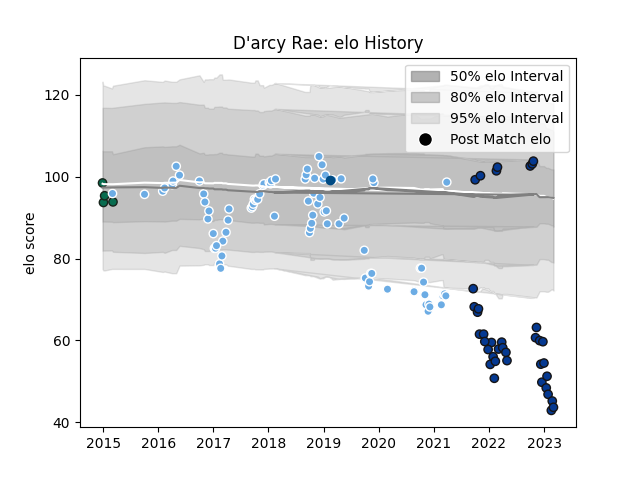 D'arcy Rae: elo History
50% elo Interval
80% elo Interval
95% elo Interval
Post Match elo
elo score
120
100
80
60
40
2015 2016 2017 2018 2019 2020 2021 2022 2023